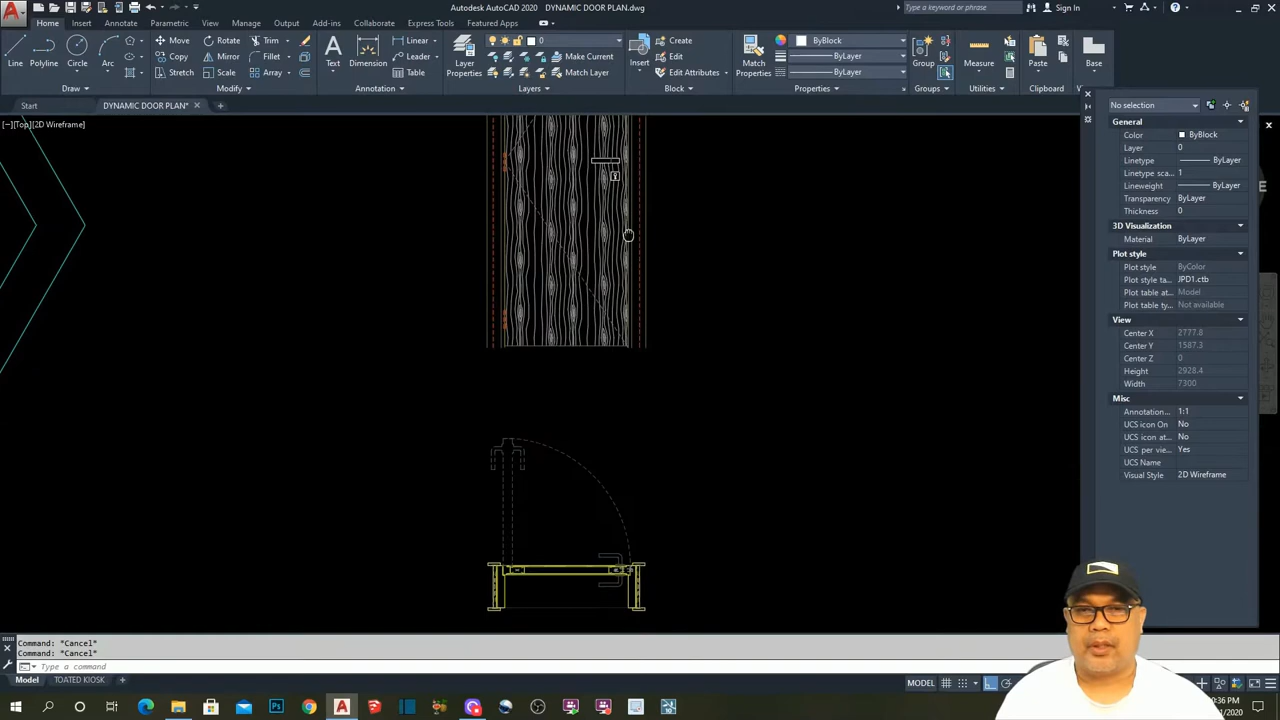 Autodesk AutoCAD 2020 DYNAMIC DOOR PLAN.dwg
Type a keyword or phrase
Sign In
Home Insert Annotate Parametric View Manage Output Add-ins Collaborate Express Tools Featured Apps
Line Polyline Circle Arc
Move Rotate Trim
Copy Mirror Fillet
Stretch Scale Array
Text Dimension
Linear
Leader
Table
Layer Properties
0
Make Current
Match Layer
Insert
Create
Edit
Edit Attributes
Match Properties
ByBlock
ByLayer
ByLayer
Group Measure Paste Base
Draw Modify Annotation Layers Block Properties Groups Utilities Clipboard View
Start DYNAMIC DOOR PLAN*
[−][Top][2D Wireframe]
E
No selection
General
Color ByBlock
Layer 0
Linetype ByLayer
Linetype sca... 1
Lineweight ByLayer
Transparency ByLayer
Thickness 0
3D Visualization
Material ByLayer
Plot style
Plot style ByColor
Plot style ta... JPD1.ctb
Plot table at... Model
Plot table ty... Not available
View
Center X 2777.8
Center Y 1587.3
Center Z 0
Height 2928.4
Width 7300
Misc
Annotation... 1:1
UCS icon On No
UCS icon at... No
UCS per vie... Yes
UCS Name
Visual Style 2D Wireframe
Command: *Cancel*
Command: *Cancel*
Type a command
Model TOATED KIOSK
MODEL